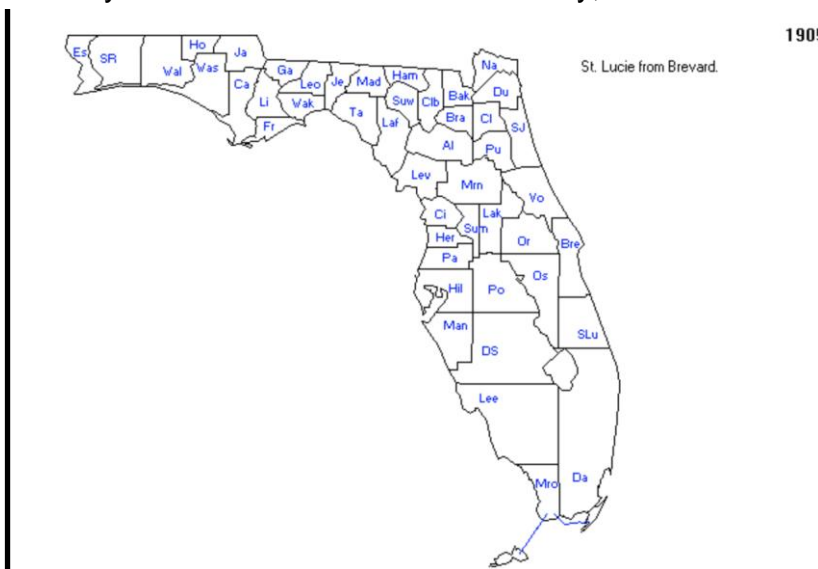 1905
St. Lucie from Brevard.
Es
SR
Wal
Ho
Was
Ja
Ca
Li
Ga
Fr
Leo
Wak
Je
Mad
Ta
Ham
Suw
Laf
Clb
Bak
Bra
Na
Du
Cl
SJ
Al
Pu
Lev
Mrn
Vo
Ci
Sum
Lak
Her
Or
Bre
Pa
Os
Hil
Po
Man
SLu
DS
Lee
Mro
Da